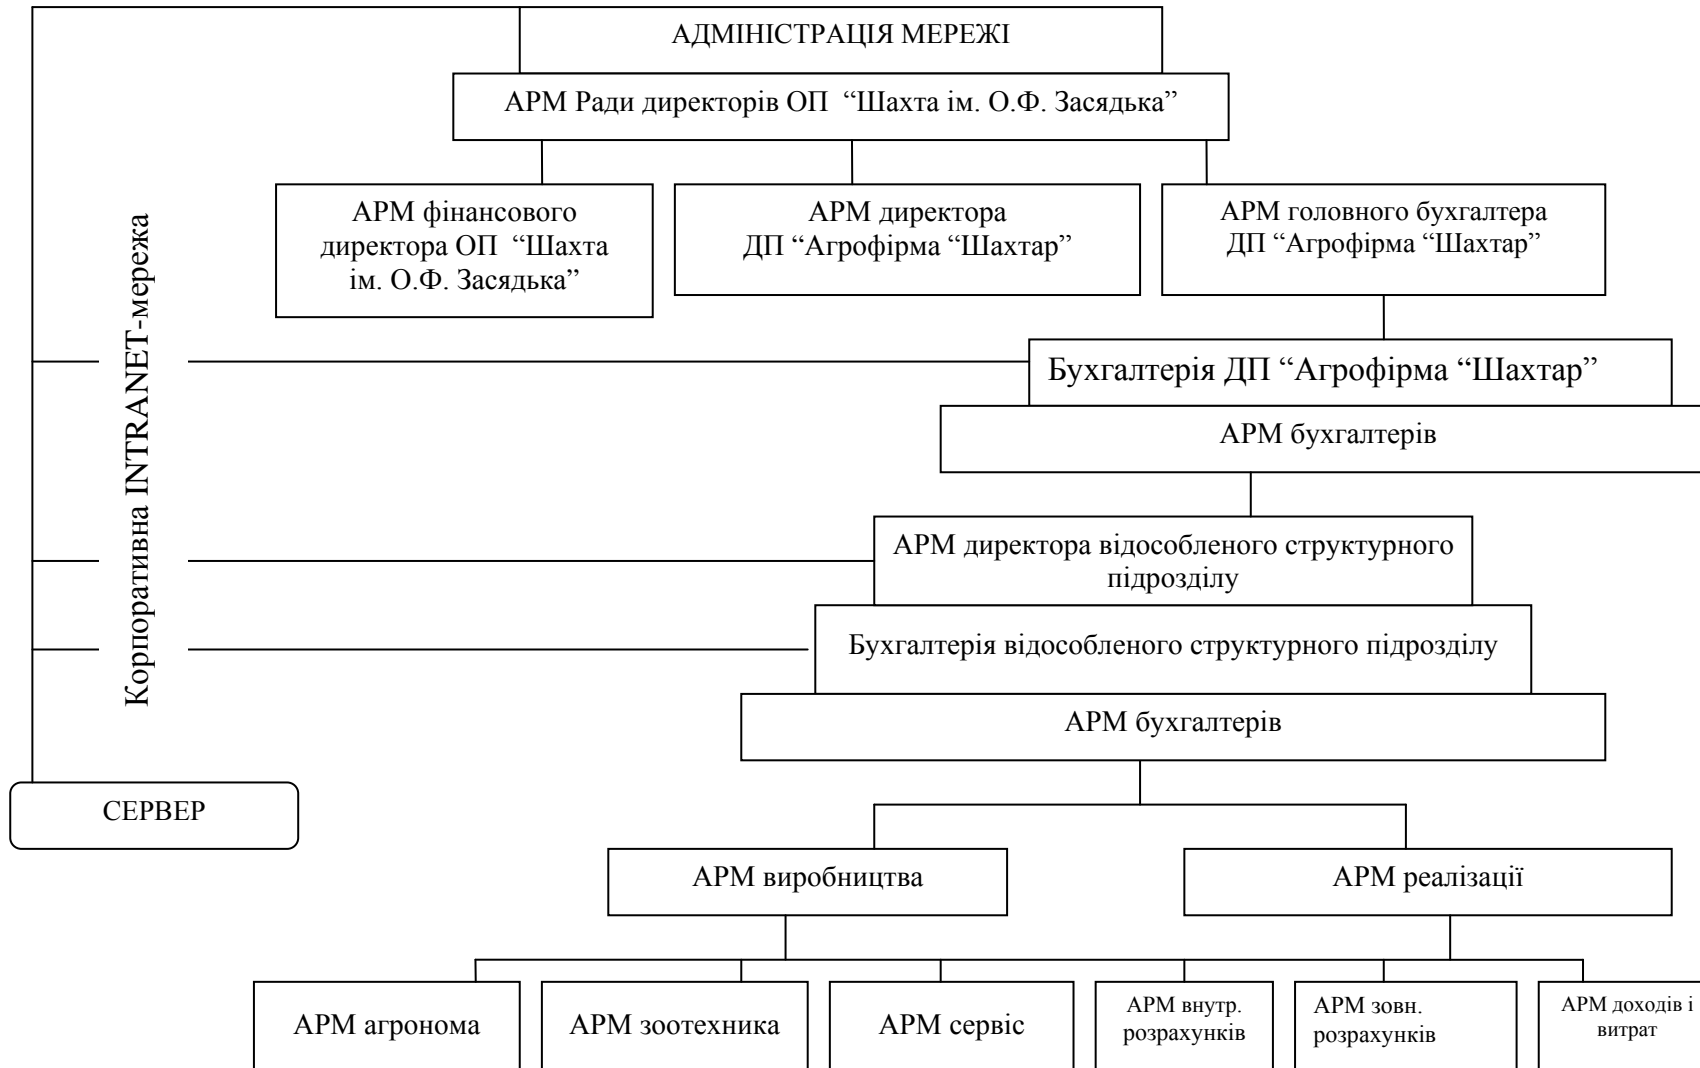 АДМІНІСТРАЦІЯ МЕРЕЖІ
АРМ Ради директорів ОП “Шахта ім. О.Ф. Засядька”
АРМ фінансового
директора ОП “Шахта
ім. О.Ф. Засядька”
АРМ директора
ДП “Агрофірма “Шахтар”
АРМ головного бухгалтера
ДП “Агрофірма “Шахтар”
Корпоративна INTRANET-мережа
Бухгалтерія ДП “Агрофірма “Шахтар”
АРМ бухгалтерів
АРМ директора відособленого структурного
підрозділу
Бухгалтерія відособленого структурного підрозділу
АРМ бухгалтерів
СЕРВЕР
АРМ виробництва
АРМ реалізації
АРМ агронома
АРМ зоотехника
АРМ сервіс
АРМ внутр.
розрахунків
АРМ зовн.
розрахунків
АРМ доходів і
витрат